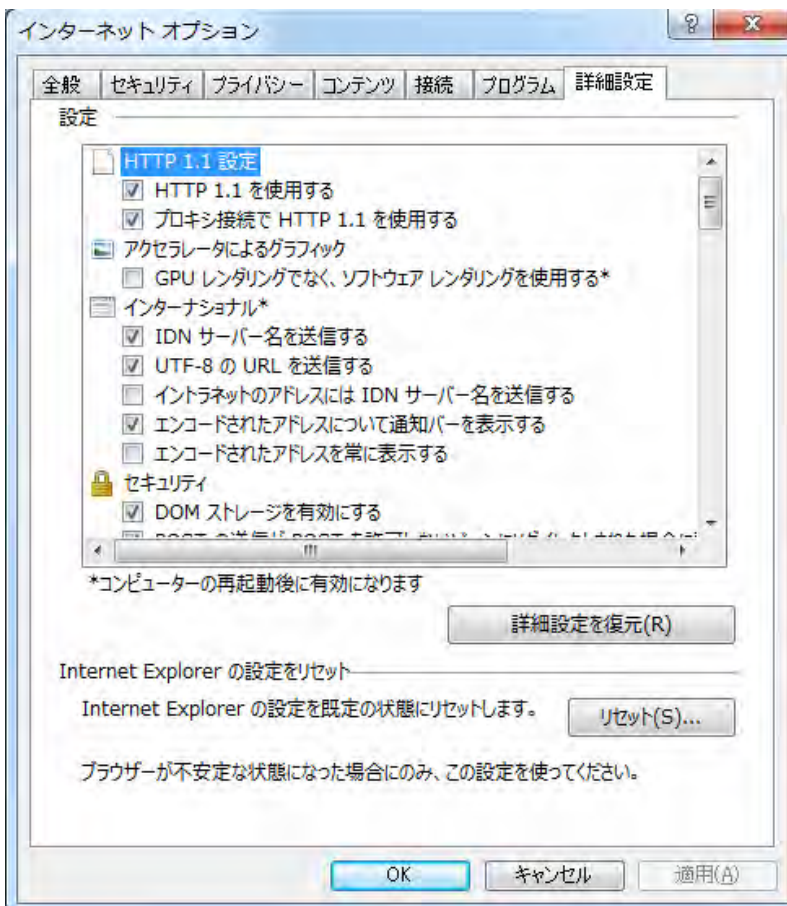 インターネット オプション
全般 セキュリティ プライバシー コンテンツ 接続 プログラム 詳細設定
設定
HTTP 1.1 設定
HTTP 1.1 を使用する
プロキシ接続で HTTP 1.1 を使用する
アクセラレータによるグラフィック
GPU レンダリングでなく、ソフトウェア レンダリングを使用する*
インターナショナル*
IDN サーバー名を送信する
UTF-8 の URL を送信する
イントラネットのアドレスには IDN サーバー名を送信する
エンコードされたアドレスについて通知バーを表示する
エンコードされたアドレスを常に表示する
セキュリティ
DOM ストレージを有効にする
*コンピューターの再起動後に有効になります
詳細設定を復元(R)
Internet Explorer の設定をリセット
Internet Explorer の設定を既定の状態にリセットします。
リセット(S)...
ブラウザーが不安定な状態になった場合にのみ、この設定を使ってください。
OK キャンセル 適用(A)